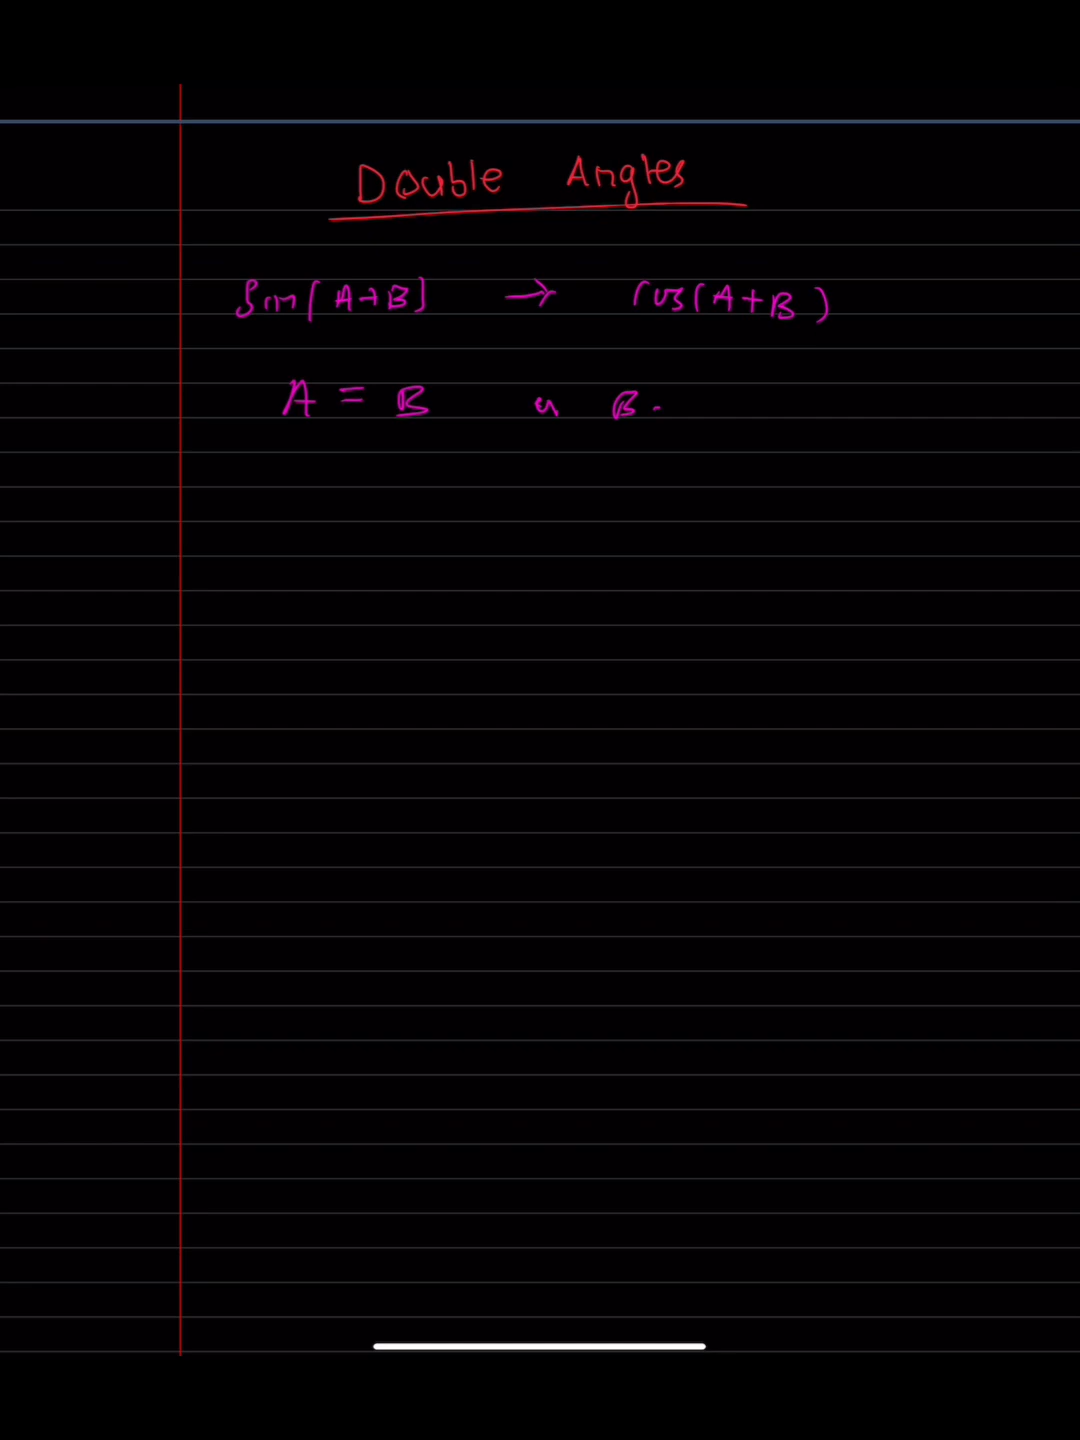 Double Angles
Sin(A+B) → cos(A+B)
A = B B.